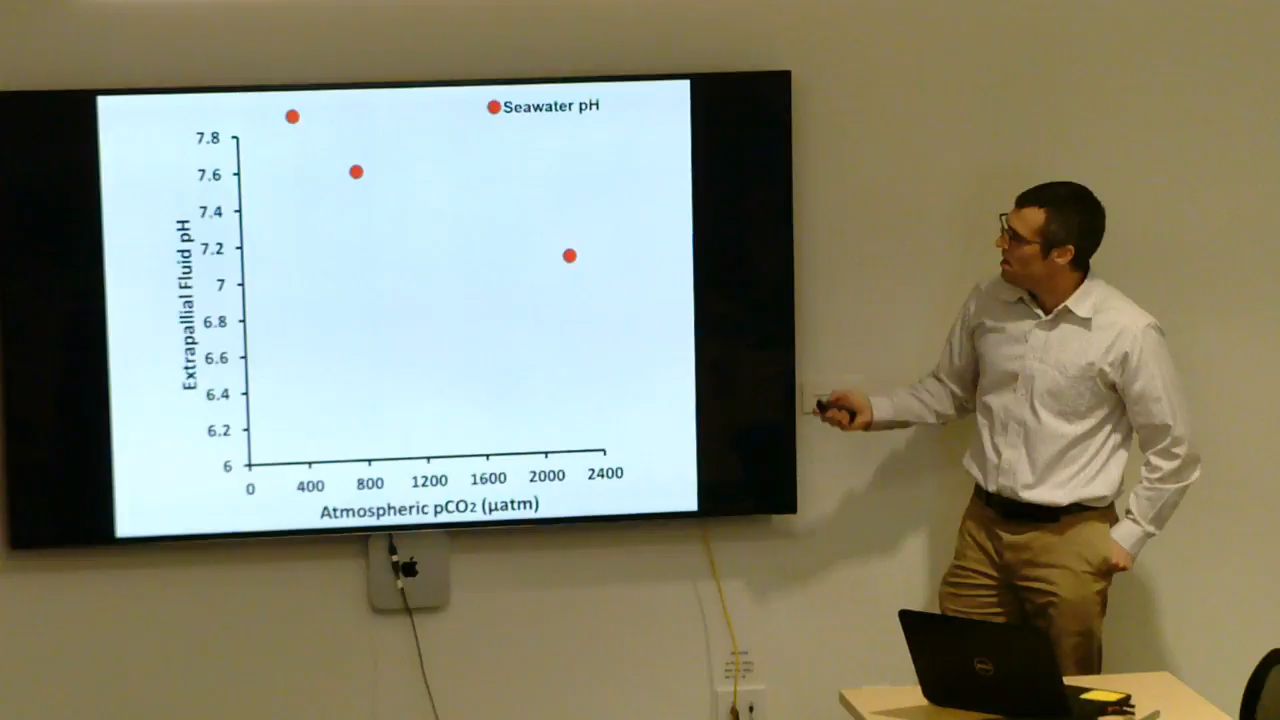 Seawater pH
7.8
7.6
7.4
7.2
7
6.8
6.6
6.4
6.2
6
Extrapallial Fluid pH
0 400 800 1200 1600 2000 2400
Atmospheric pCO2 (µatm)
DELL